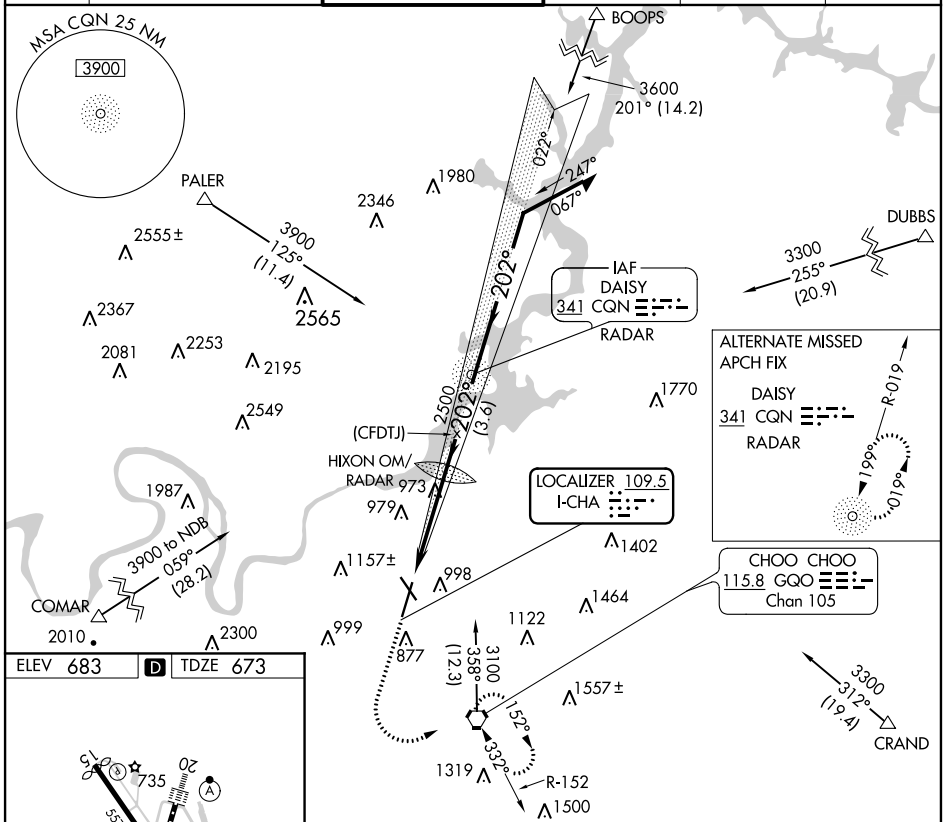 MSA CQN 25 NM
3900
BOOPS
3600
201° (14.2)
022°
247°
067°
1980
2346
PALER
3900
125°
(11.4)
2555±
2565
2367
2081
2253
2195
2549
DUBBS
3300
255°
(20.9)
202°
IAF
DAISY
341 CQN
RADAR
2500
202°
(3.6)
(CFDTJ)
HIXON OM/
RADAR
973
979
1770
ALTERNATE MISSED
APCH FIX
DAISY
341 CQN
RADAR
R-019
199°
019°
1987
3900 to NDB
059°
(28.2)
COMAR
2010
2300
LOCALIZER 109.5
I-CHA
1402
1157±
998
999
877
1122
1464
CHOO CHOO
115.8 GQO
Chan 105
3100
358°
(12.3)
1557±
152°
332°
R-152
1319
1500
3300
312°
(19.4)
CRAND
ELEV 683
D
TDZE 673
15
735
20
A